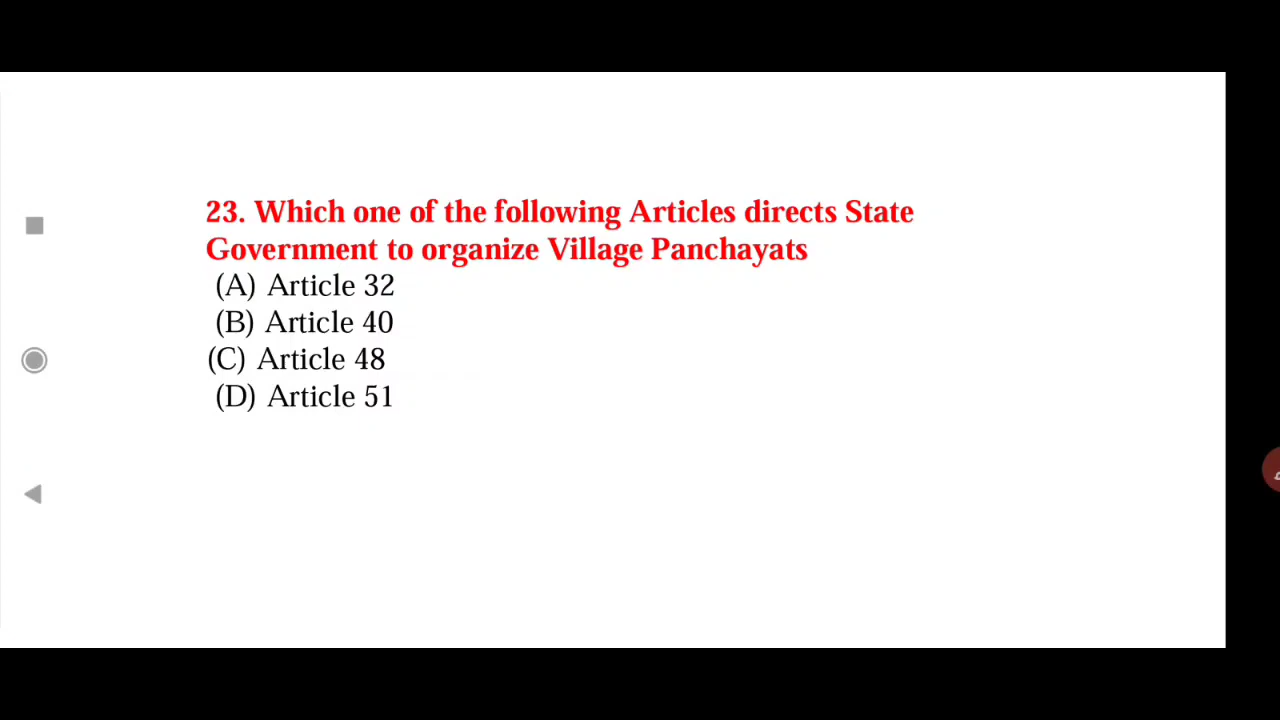 23. Which one of the following Articles directs State
Government to organize Village Panchayats
(A) Article 32
(B) Article 40
(C) Article 48
(D) Article 51